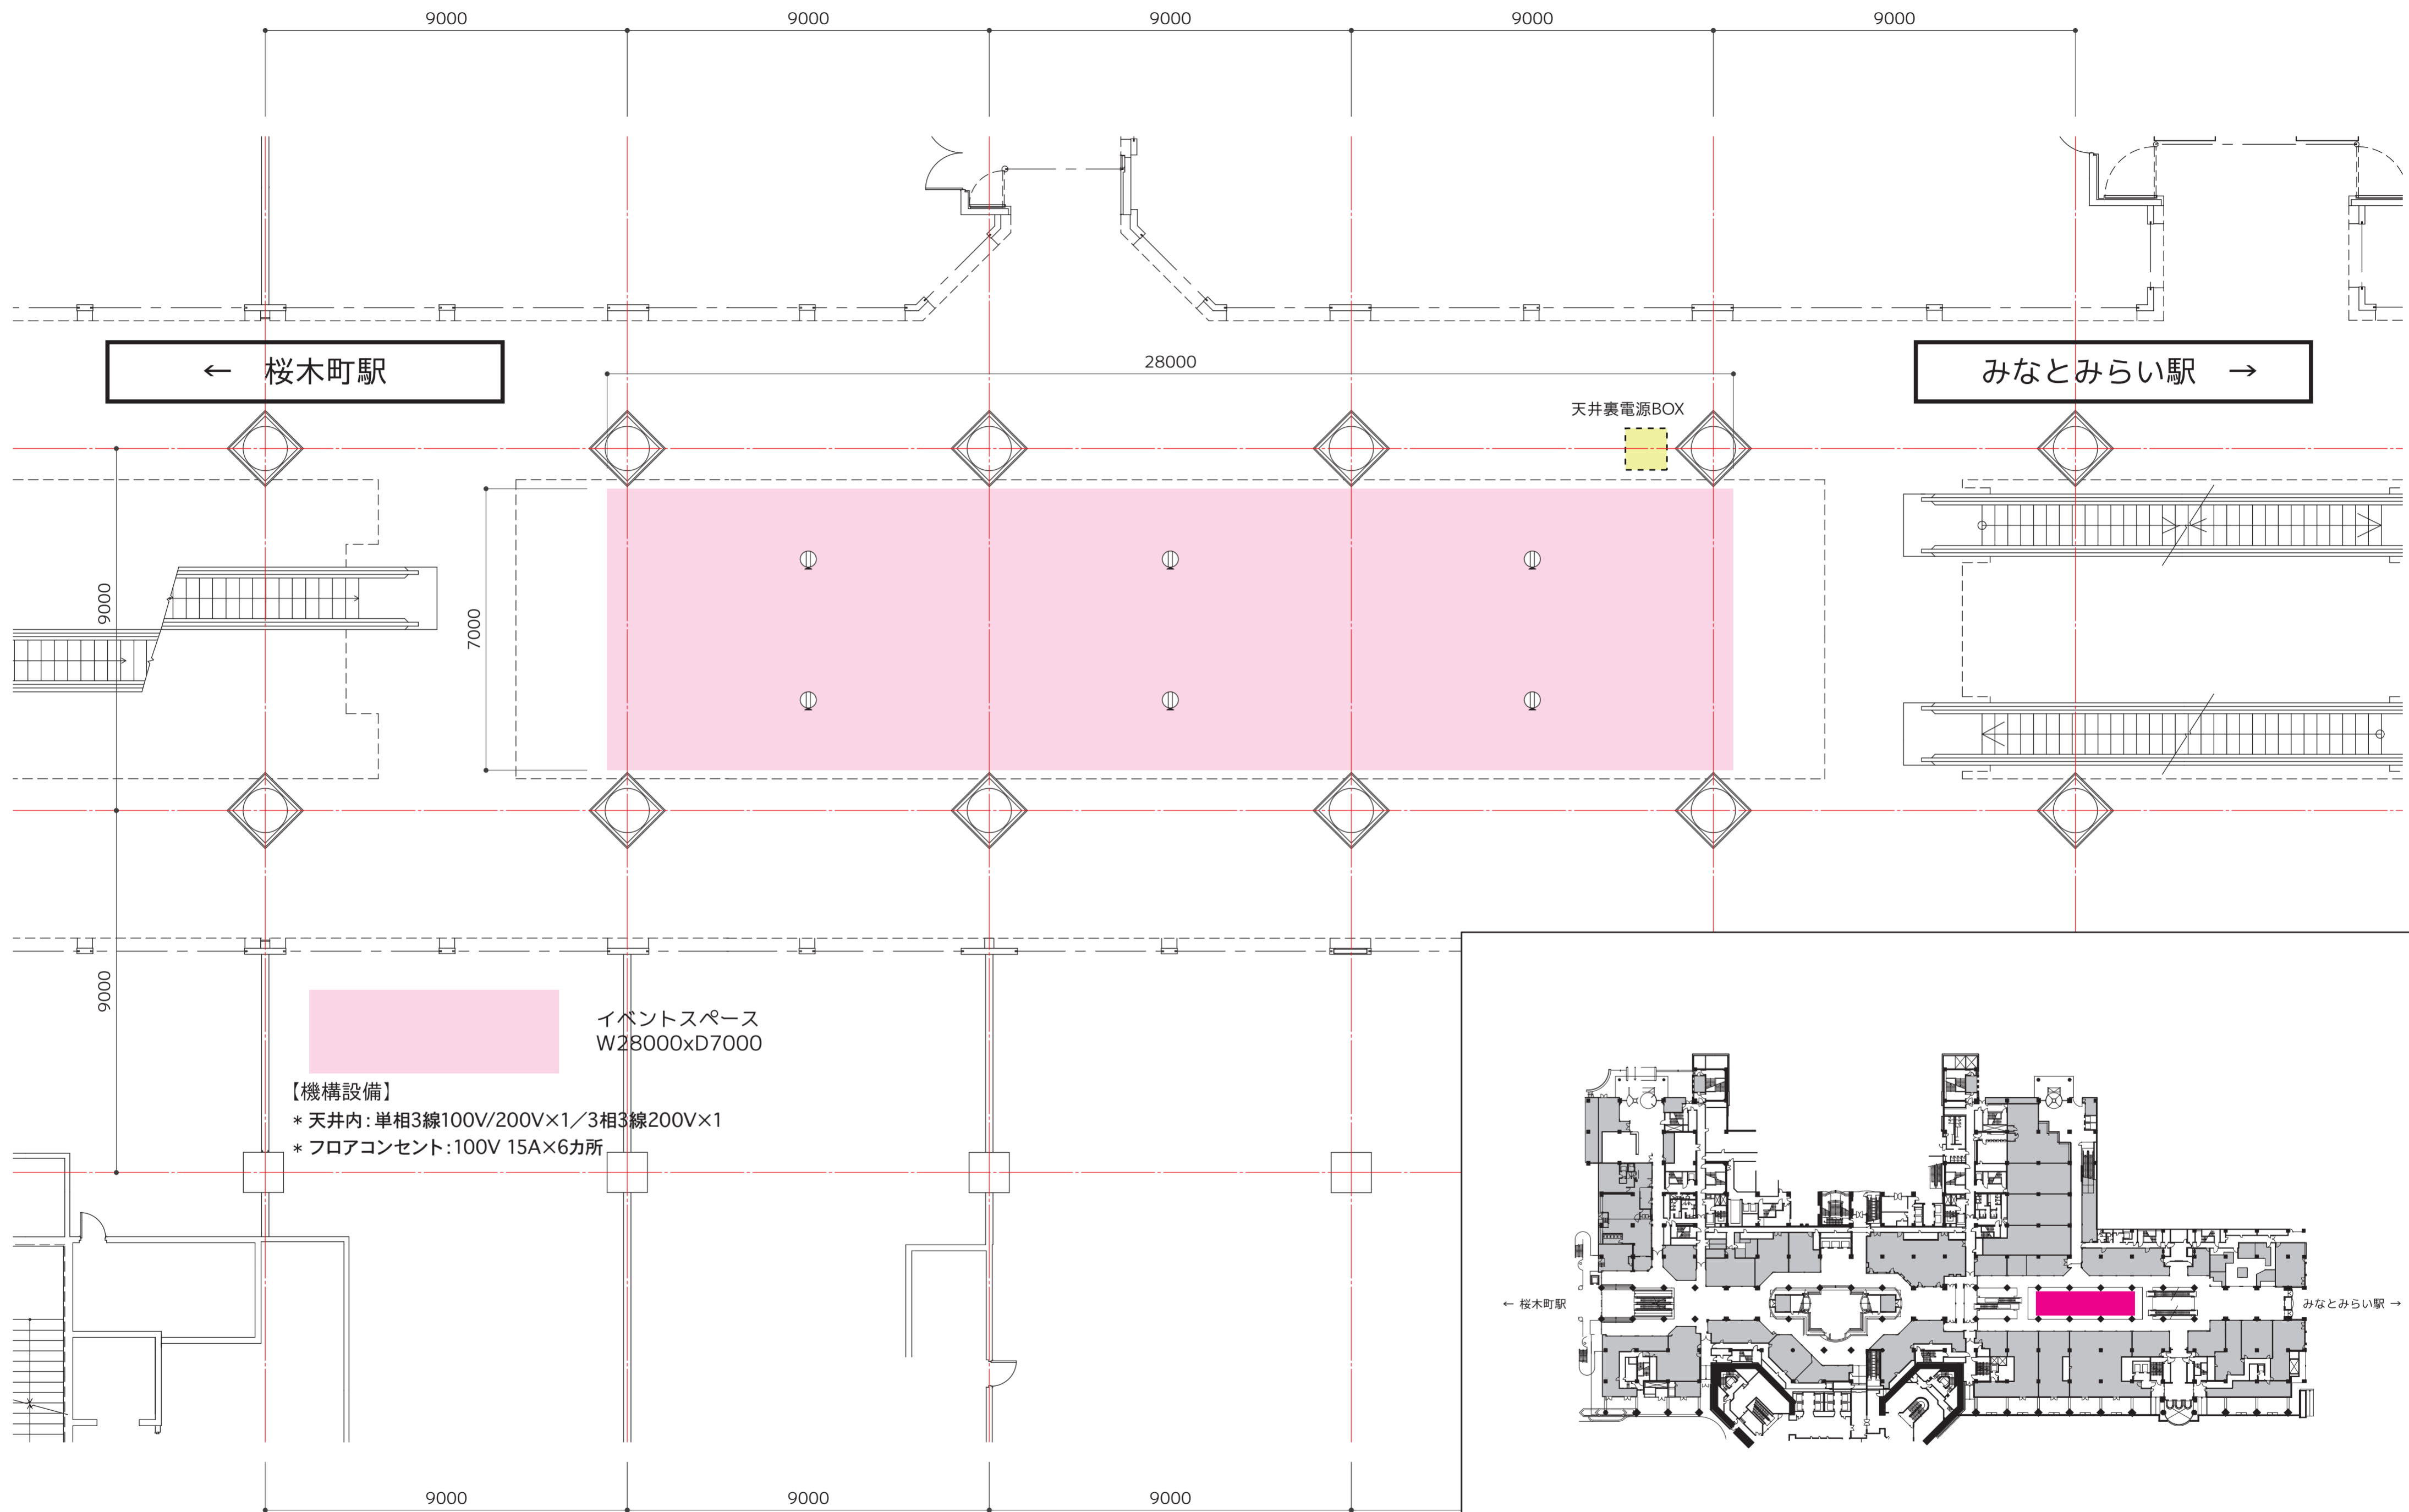 9000 9000 9000 9000 9000
← 桜木町駅
28000
みなとみらい駅 →
天井裏電源BOX
9000
7000
9000
イベントスペース
W28000xD7000
【機構設備】
* 天井内:単相3線100V/200V×1/3相3線200V×1
* フロアコンセント:100V 15A×6カ所
← 桜木町駅
みなとみらい駅 →
9000 9000 9000